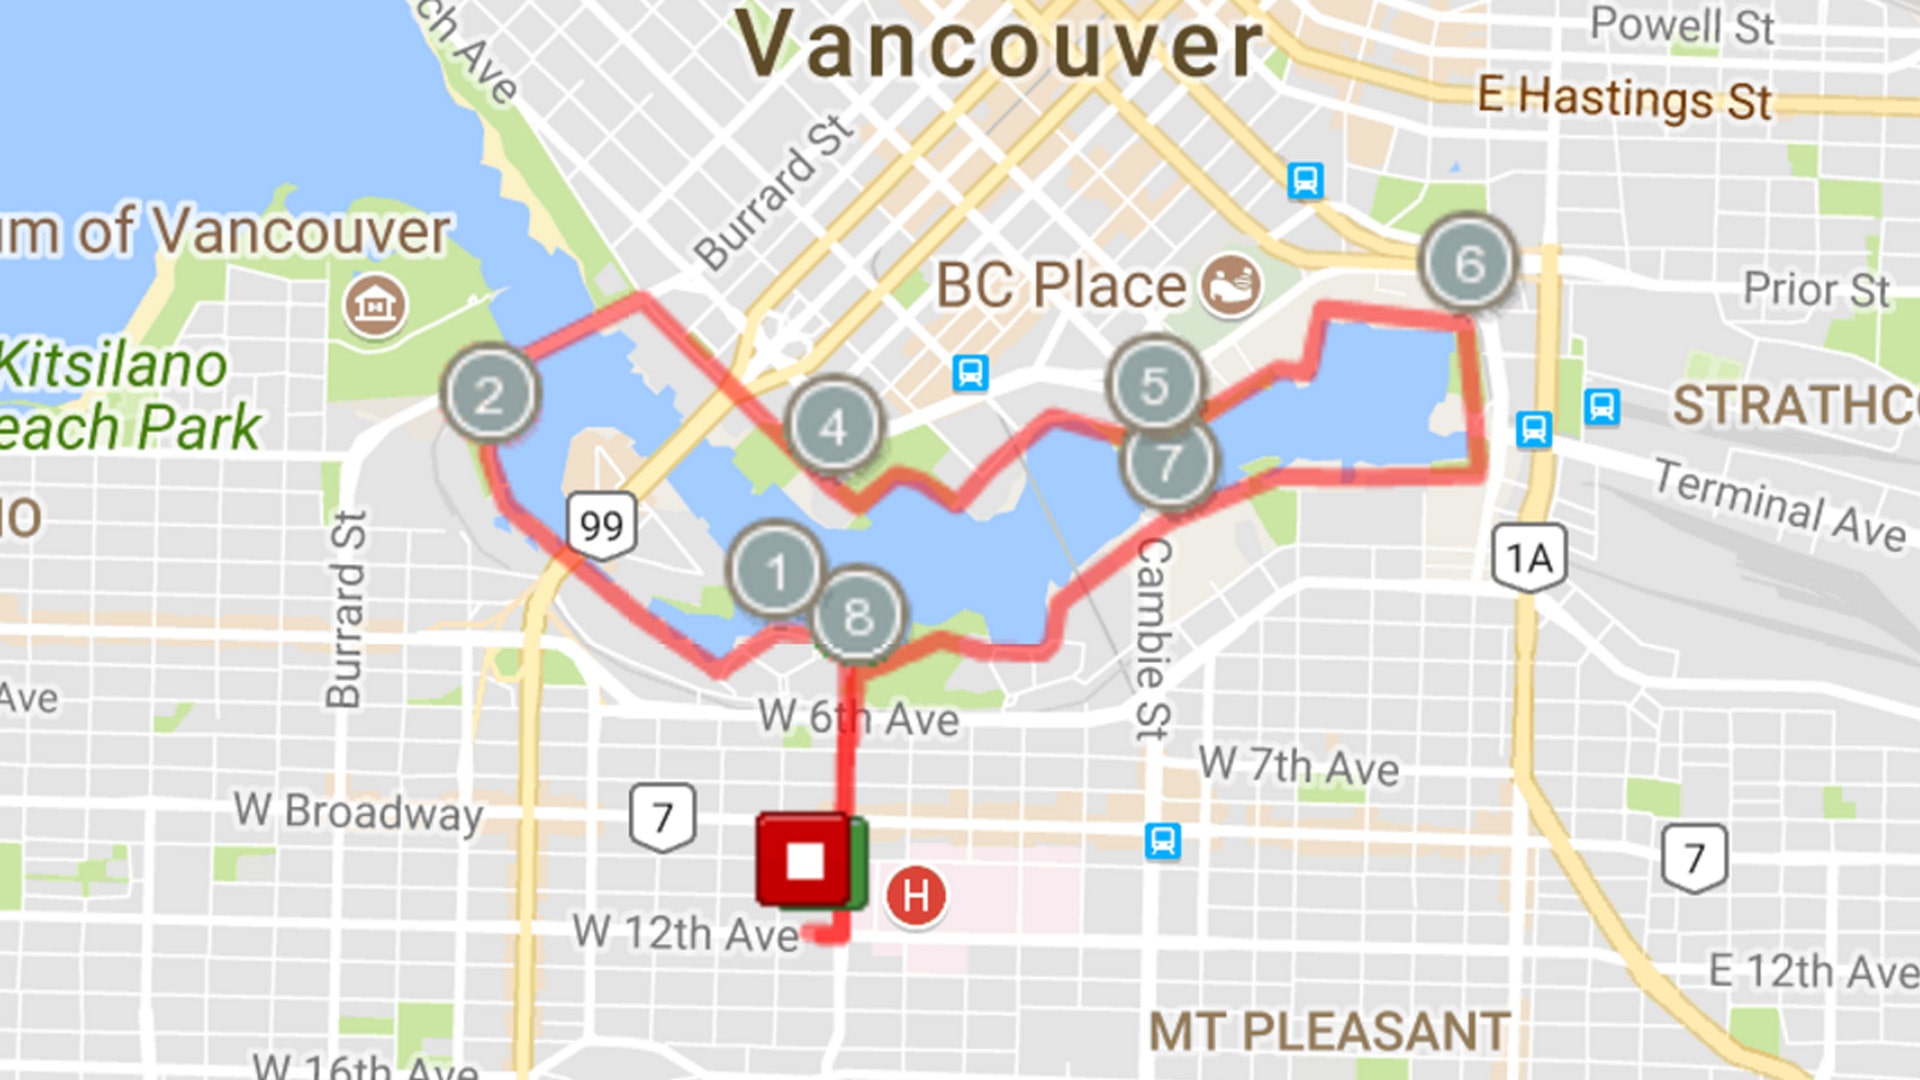 Vancouver
Powell St
ch Ave
E Hastings St
Burrard St
um of Vancouver
BC Place
6
Prior St
Kitsilano
each Park
2
5
4
STRATHC
7
Terminal Ave
99
1A
1
8
Burrard St
Cambie St
Ave
W 6th Ave
W 7th Ave
W Broadway
7
7
H
W 12th Ave
E 12th Ave
MT PLEASANT
W 16th Ave